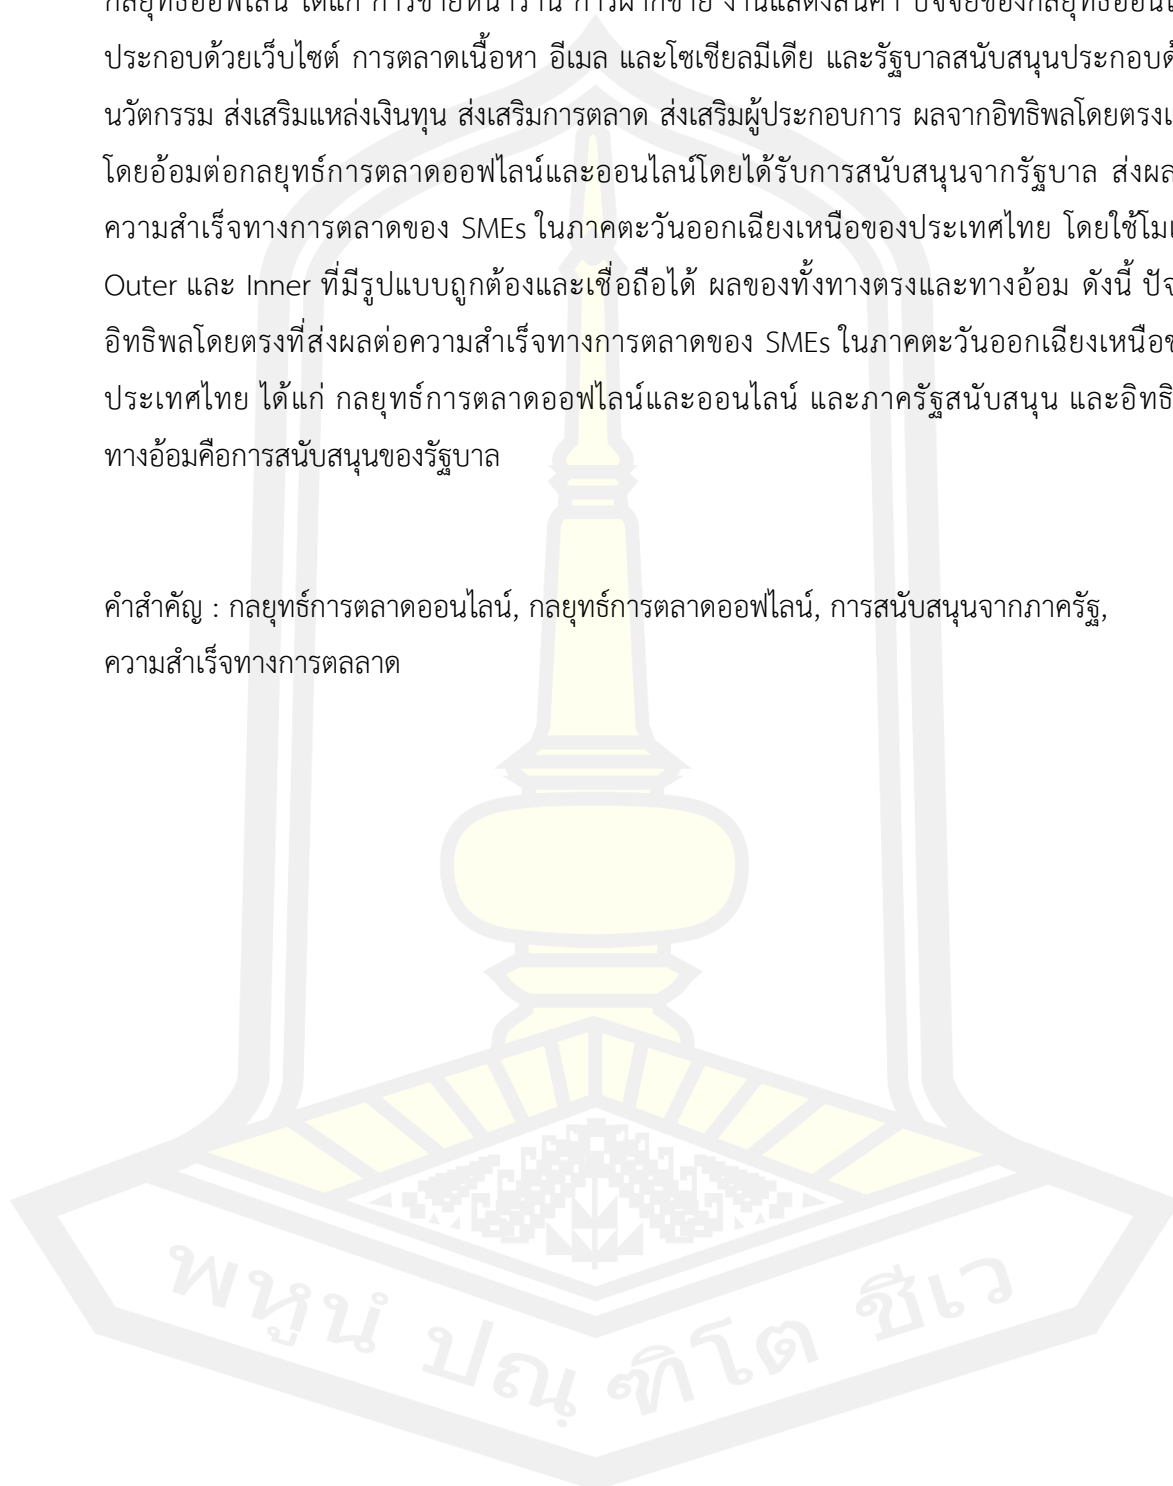 กลยุทธ์ออฟไลน์ ได้แก่ การขายหน้าร้าน การฝากขาย งานแสดงสินค้า ปัจจัยของกลยุทธ์ออนไ
ประกอบด้วยเว็บไซต์ การตลาดเนื้อหา อีเมล และโซเชียลมีเดีย และรัฐบาลสนับสนุนประกอบด้
นวัตกรรม ส่งเสริมแหล่งเงินทุน ส่งเสริมการตลาด ส่งเสริมผู้ประกอบการ ผลจากอิทธิพลโดยตรงแ
โดยอ้อมต่อกลยุทธ์การตลาดออฟไลน์และออนไลน์โดยได้รับการสนับสนุนจากรัฐบาล ส่งผล
ความสำเร็จทางการตลาดของ SMEs ในภาคตะวันออกเฉียงเหนือของประเทศไทย โดยใช้โมเ
Outer และ Inner ที่มีรูปแบบถูกต้องและเชื่อถือได้ ผลของทั้งทางตรงและทางอ้อม ดังนี้ ปัจ
อิทธิพลโดยตรงที่ส่งผลต่อความสำเร็จทางการตลาดของ SMEs ในภาคตะวันออกเฉียงเหนือข
ประเทศไทย ได้แก่ กลยุทธ์การตลาดออฟไลน์และออนไลน์ และภาครัฐสนับสนุน และอิทธิ
ทางอ้อมคือการสนับสนุนของรัฐบาล
คำสำคัญ : กลยุทธ์การตลาดออนไลน์, กลยุทธ์การตลาดออฟไลน์, การสนับสนุนจากภาครัฐ,
ความสำเร็จทางการตลลาด
พหูนํ ปณฺฑิโต ชีเว